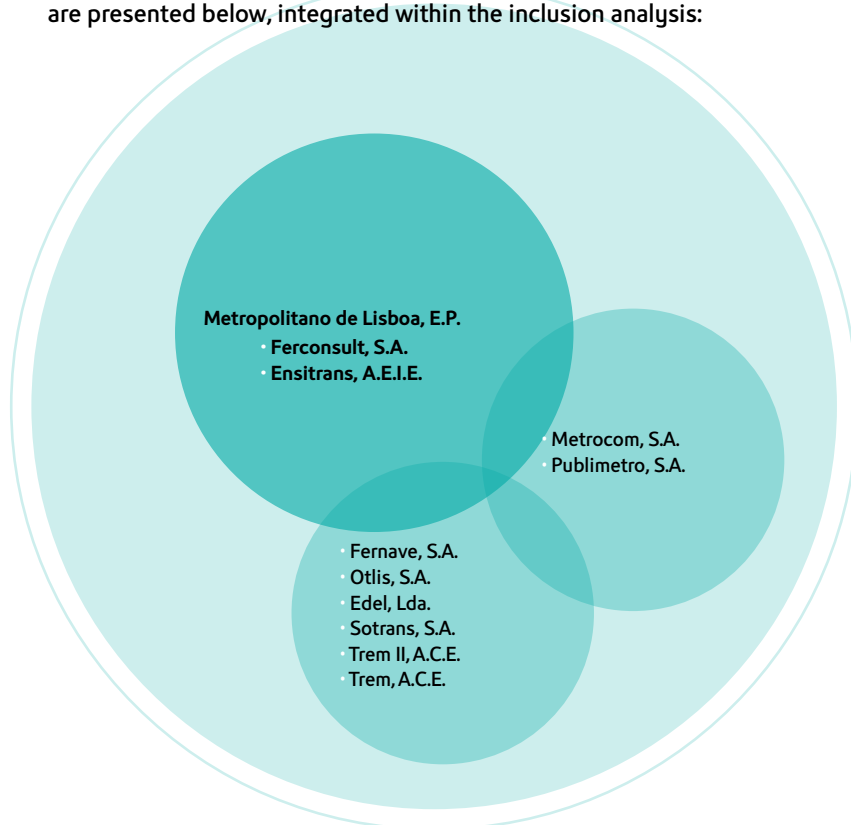 are presented below, integrated within the inclusion analysis:
Metropolitano de Lisboa, E.P.
· Ferconsult, S.A.
· Ensitrans, A.E.I.E.
· Metrocom, S.A.
· Publimetro, S.A.
· Fernave, S.A.
· Otlis, S.A.
· Edel, Lda.
· Sotrans, S.A.
· Trem II, A.C.E.
· Trem, A.C.E.